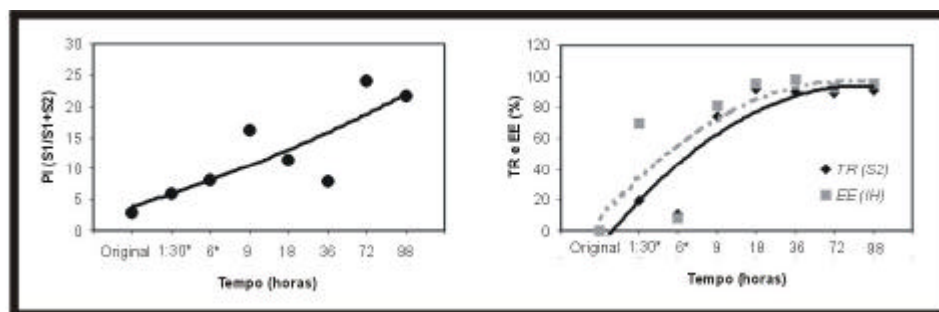 PI (S1/S1+S2)
30
25
20
15
10
5
0
Original 1:30* 6* 9 18 36 72 98
Tempo (horas)
TR e EE (%)
120
100
80
60
40
20
0
TR (S2)
EE (IH)
Original 1:30* 6* 9 18 36 72 98
Tempo (horas)